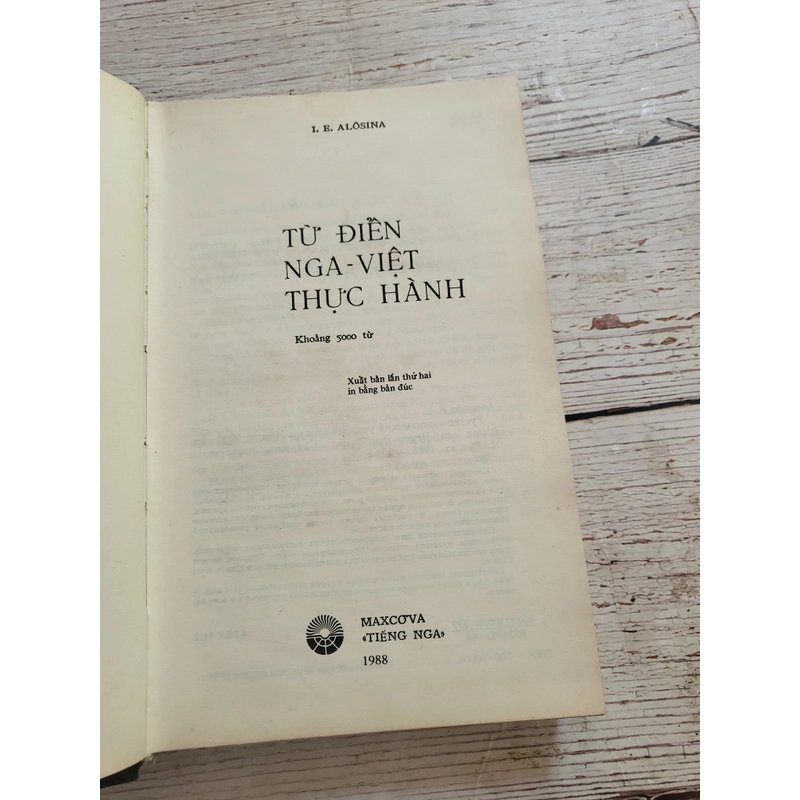 I. E. ALÔSINA
TỪ ĐIỂN
NGA-VIỆT
THỰC HÀNH
Khoảng 5000 từ
Xuất bản lần thứ hai
in bằng bản đúc
MAXCƠVA
«TIẾNG NGA»
1988